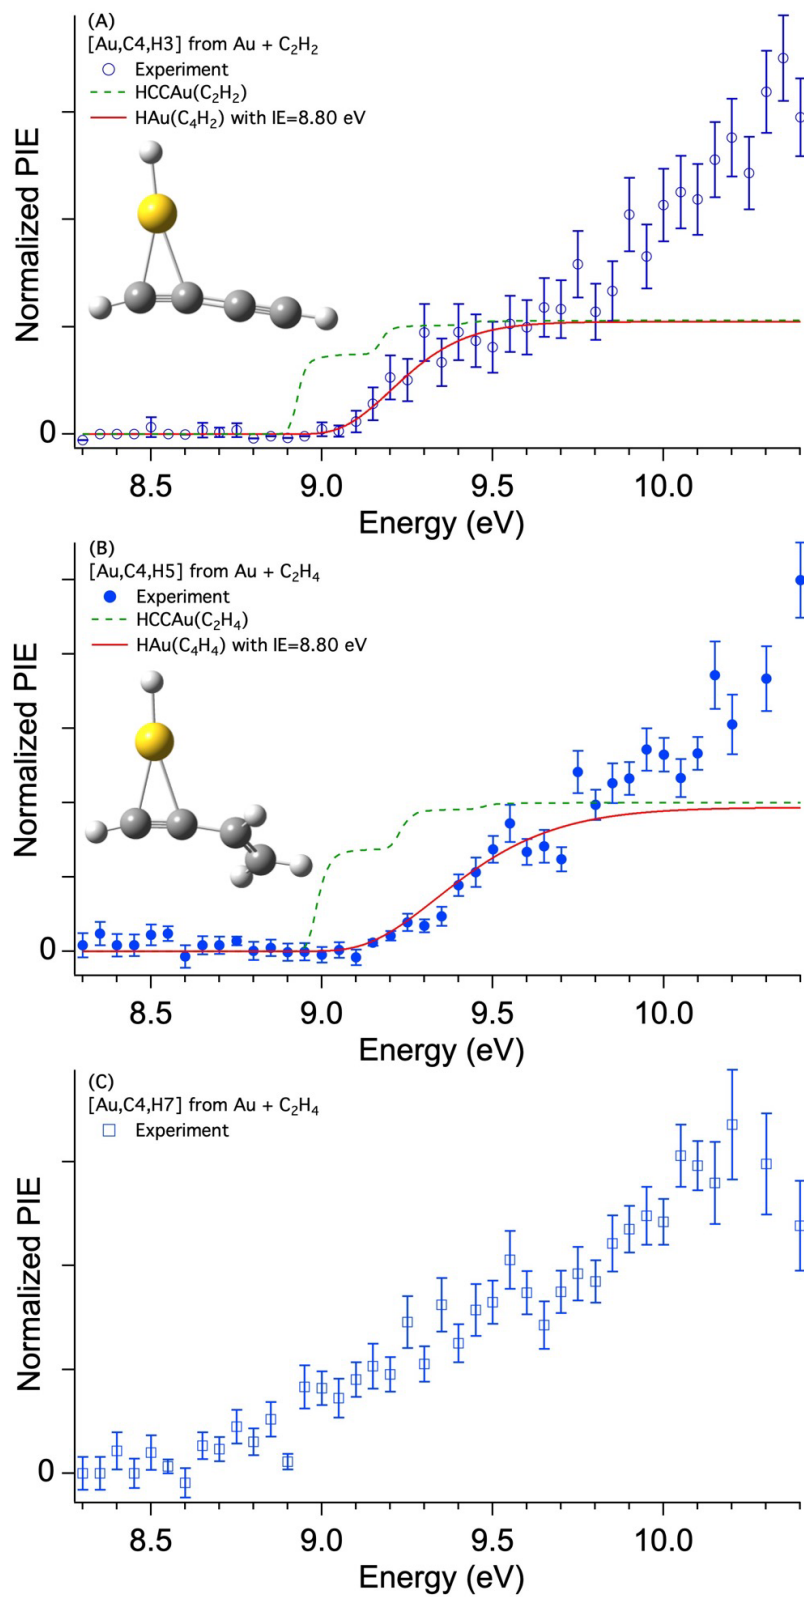 (A)
[Au,C4,H3] from Au + C₂H₂
Experiment
HCCAu(C₂H₂)
HAu(C₄H₂) with IE=8.80 eV
Normalized PIE
0
8.5 9.0 9.5 10.0
Energy (eV)
(B)
[Au,C4,H5] from Au + C₂H₄
Experiment
HCCAu(C₂H₄)
HAu(C₄H₄) with IE=8.80 eV
Normalized PIE
0
8.5 9.0 9.5 10.0
Energy (eV)
(C)
[Au,C4,H7] from Au + C₂H₄
Experiment
Normalized PIE
0
8.5 9.0 9.5 10.0
Energy (eV)